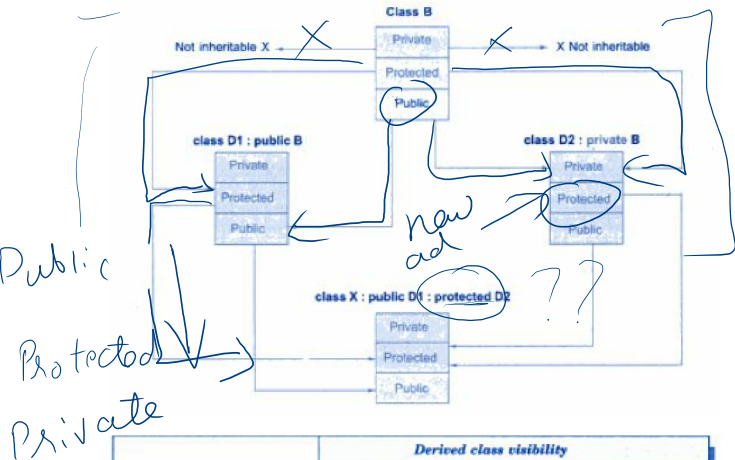 Class B
Not inheritable X
X
Private
X
X Not inheritable
Protected
Public
class D1 : public B
class D2 : private B
Private
Private
Protected
Protected
Public
Public
new
ad
Public
class X : public D1 : protected D2
??
Private
Protected
Protected
Public
Private
Derived class visibility